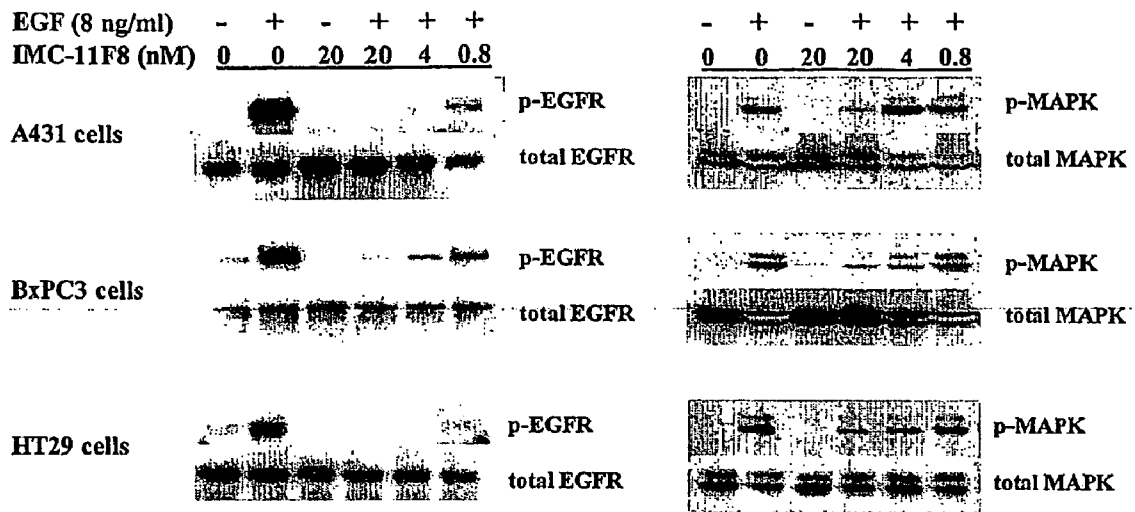 EGF (8 ng/ml) - + - + + + - + - + + +
IMC-11F8 (nM) 0 0 20 20 4 0.8 0 0 20 20 4 0.8
A431 cells
p-EGFR
total EGFR
p-MAPK
total MAPK
BxPC3 cells
p-EGFR
total EGFR
p-MAPK
total MAPK
HT29 cells
p-EGFR
total EGFR
p-MAPK
total MAPK